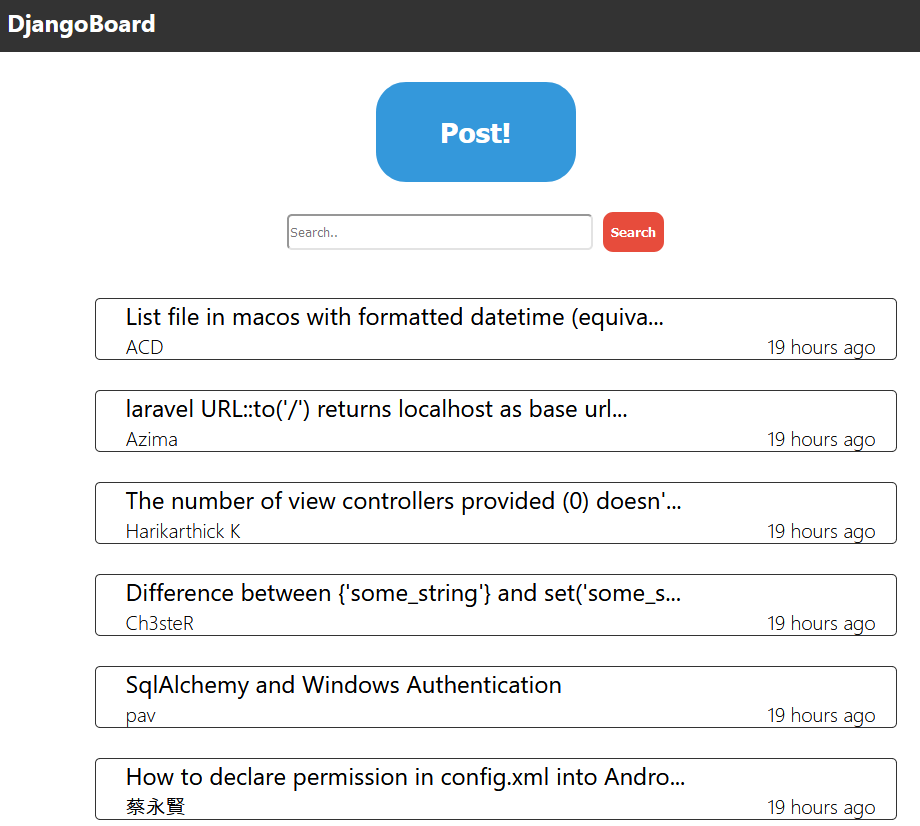 DjangoBoard
Post!
Search..
Search
List file in macos with formatted datetime (equiva...
ACD
19 hours ago
laravel URL::to('/') returns localhost as base url...
Azima
19 hours ago
The number of view controllers provided (0) doesn'...
Harikarthick K
19 hours ago
Difference between {'some_string'} and set('some_s...
Ch3steR
19 hours ago
SqlAlchemy and Windows Authentication
pav
19 hours ago
How to declare permission in config.xml into Andro...
蔡永賢
19 hours ago